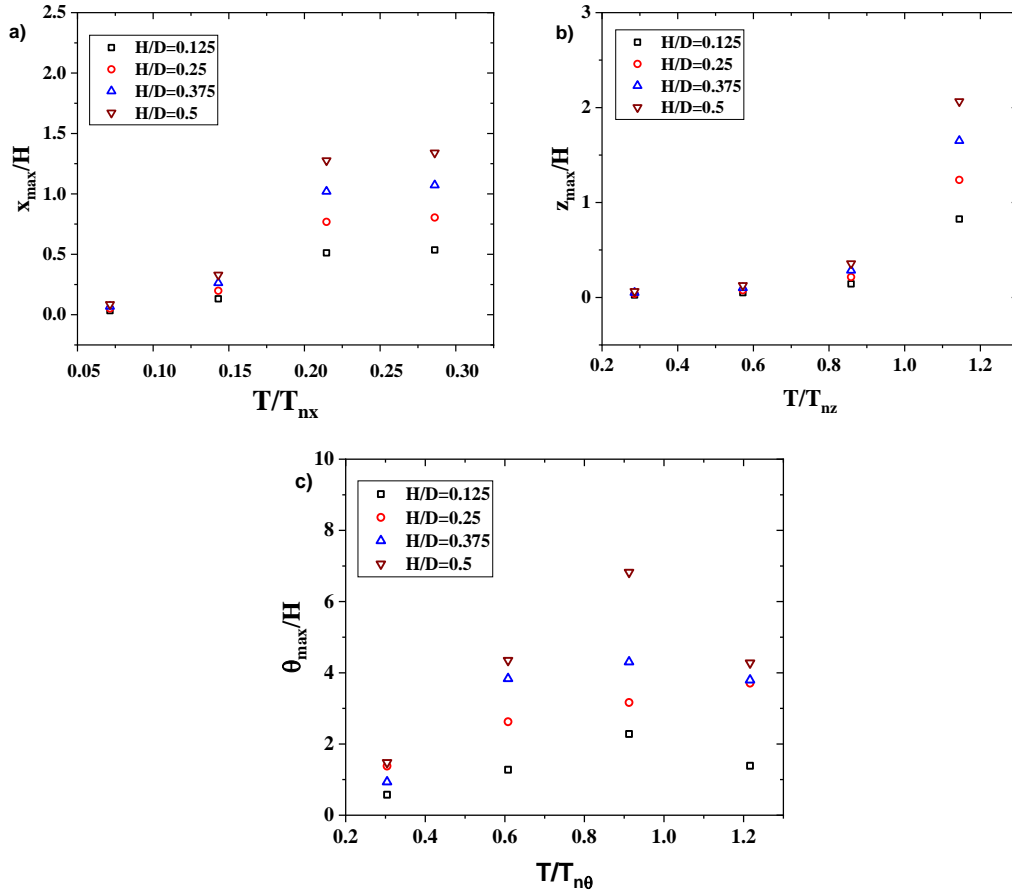 a)
H/D=0.125
H/D=0.25
H/D=0.375
H/D=0.5
2.5
2.0
1.5
1.0
0.5
0.0
x_max/H
0.05 0.10 0.15 0.20 0.25 0.30
T/T_nx
b)
H/D=0.125
H/D=0.25
H/D=0.375
H/D=0.5
3
2
1
0
z_max/H
0.2 0.4 0.6 0.8 1.0 1.2
T/T_nz
c)
H/D=0.125
H/D=0.25
H/D=0.375
H/D=0.5
10
8
6
4
2
0
θ_max/H
0.2 0.4 0.6 0.8 1.0 1.2
T/T_nθ